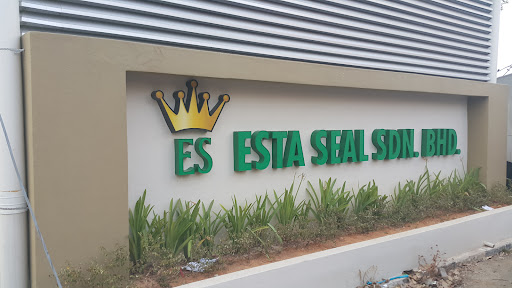 ES
ESTA SEAL SDN. BHD.